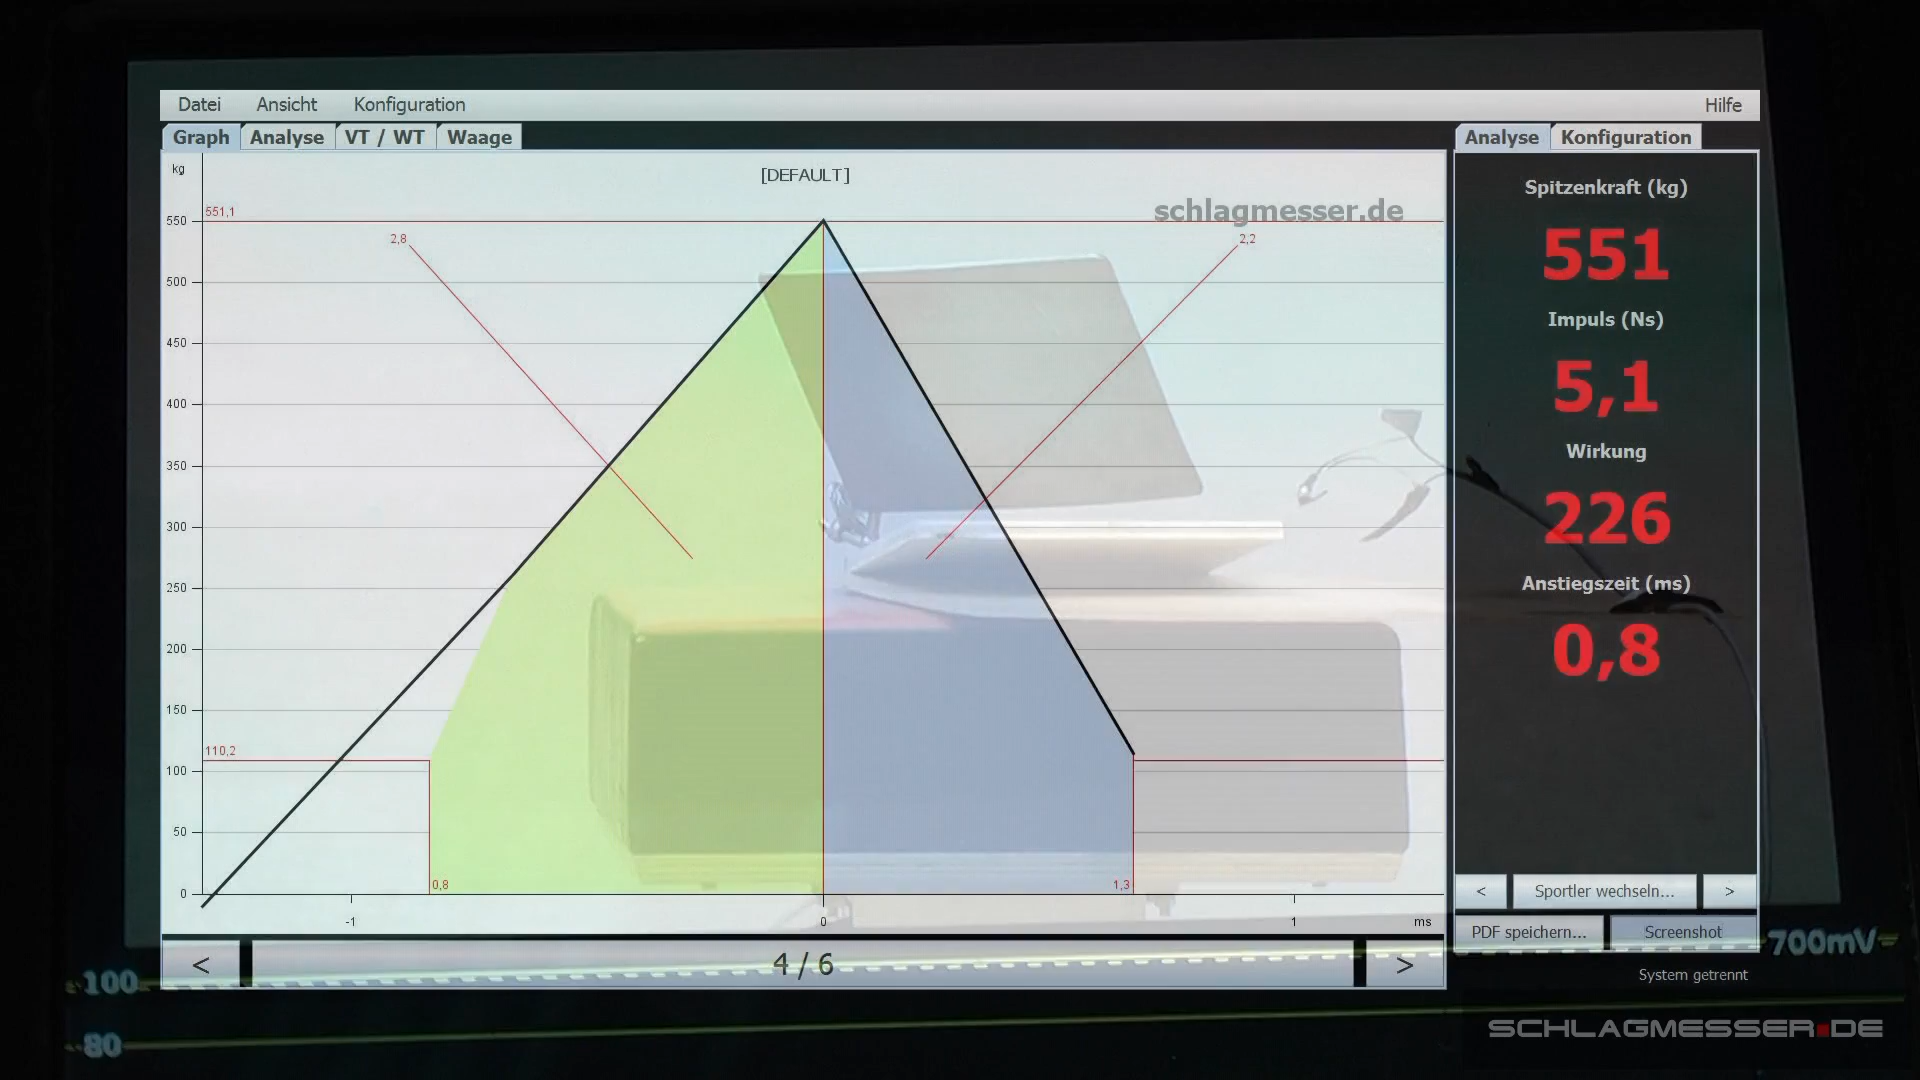 Datei Ansicht Konfiguration Hilfe
Graph Analyse VT / WT Waage Analyse Konfiguration
kg
[DEFAULT]
schlagmesser.de
551,1
550
2,8
2,2
500
450
400
350
300
250
200
150
110,2
100
50
0
0,8
1,3
-1 0 1 ms
< 4 / 6 >
Spitzenkraft (kg)
551
Impuls (Ns)
5,1
Wirkung
226
Anstiegszeit (ms)
0,8
< Sportler wechseln... >
PDF speichern... Screenshot
System getrennt
700mV
100
80
SCHLAGMESSER.DE